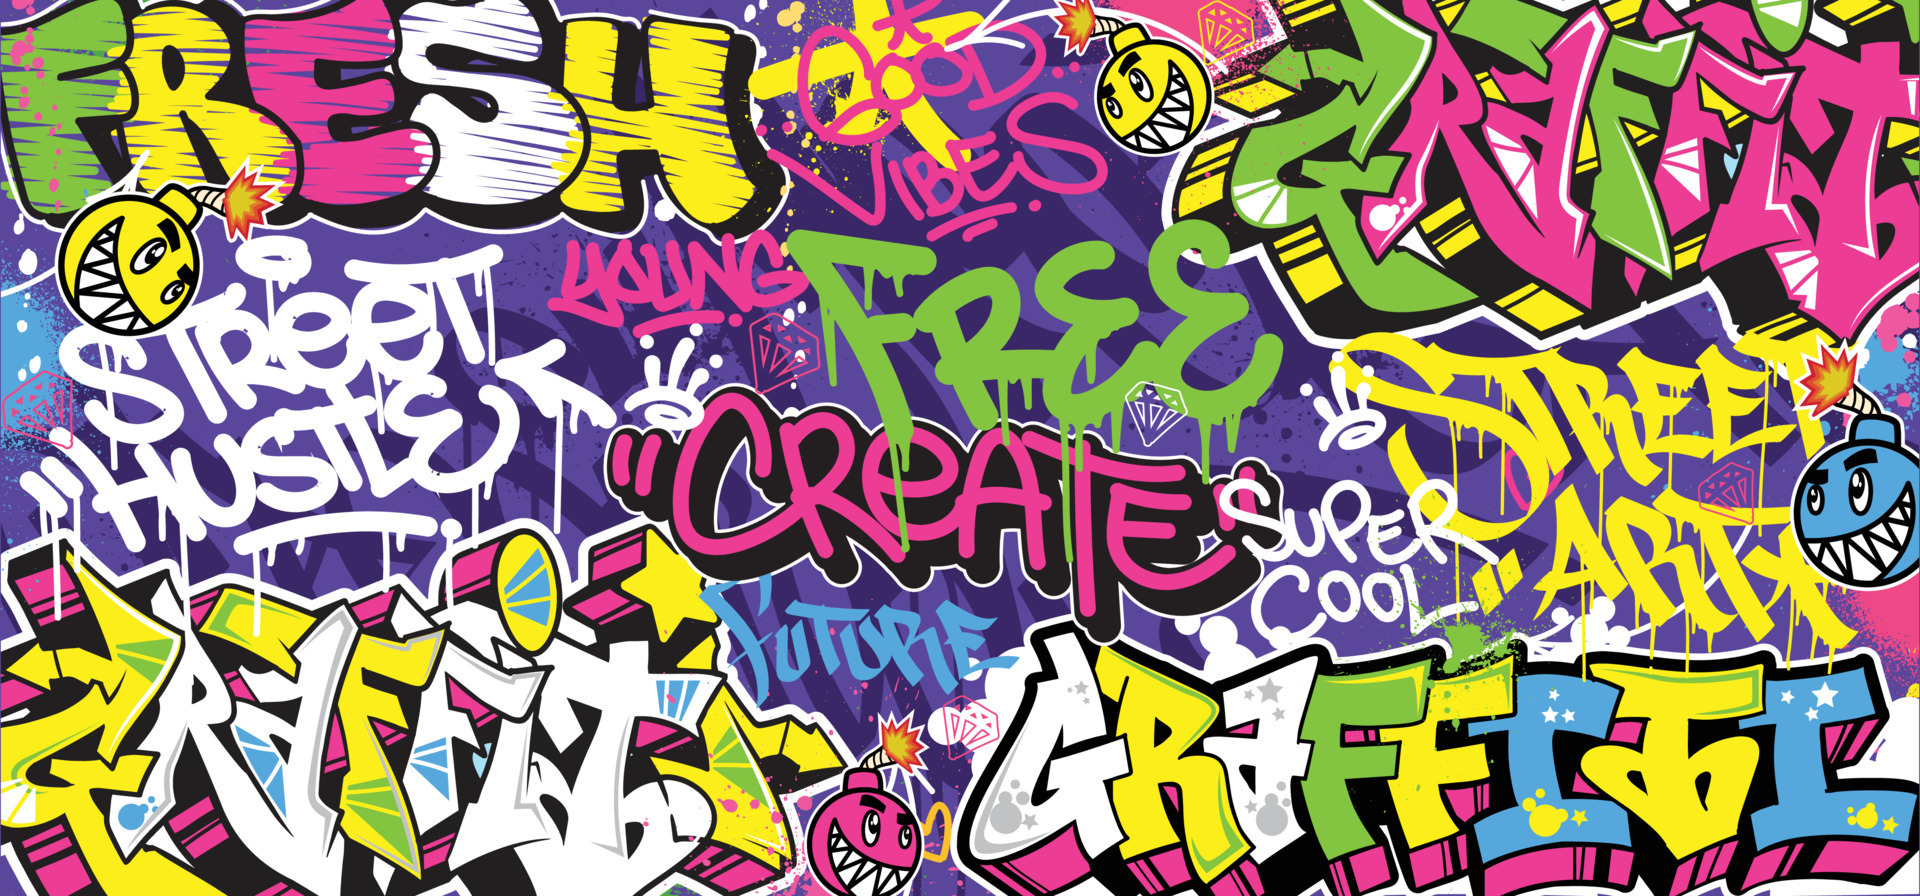 FRESH
GOOD
VIBES
GRAFFITI
STREET
HUSTLE
YOUNG
FREE
"CREATE"
STREET
ART
SUPER
COOL
FUTURE
GRAFFITI
GRAFFITI